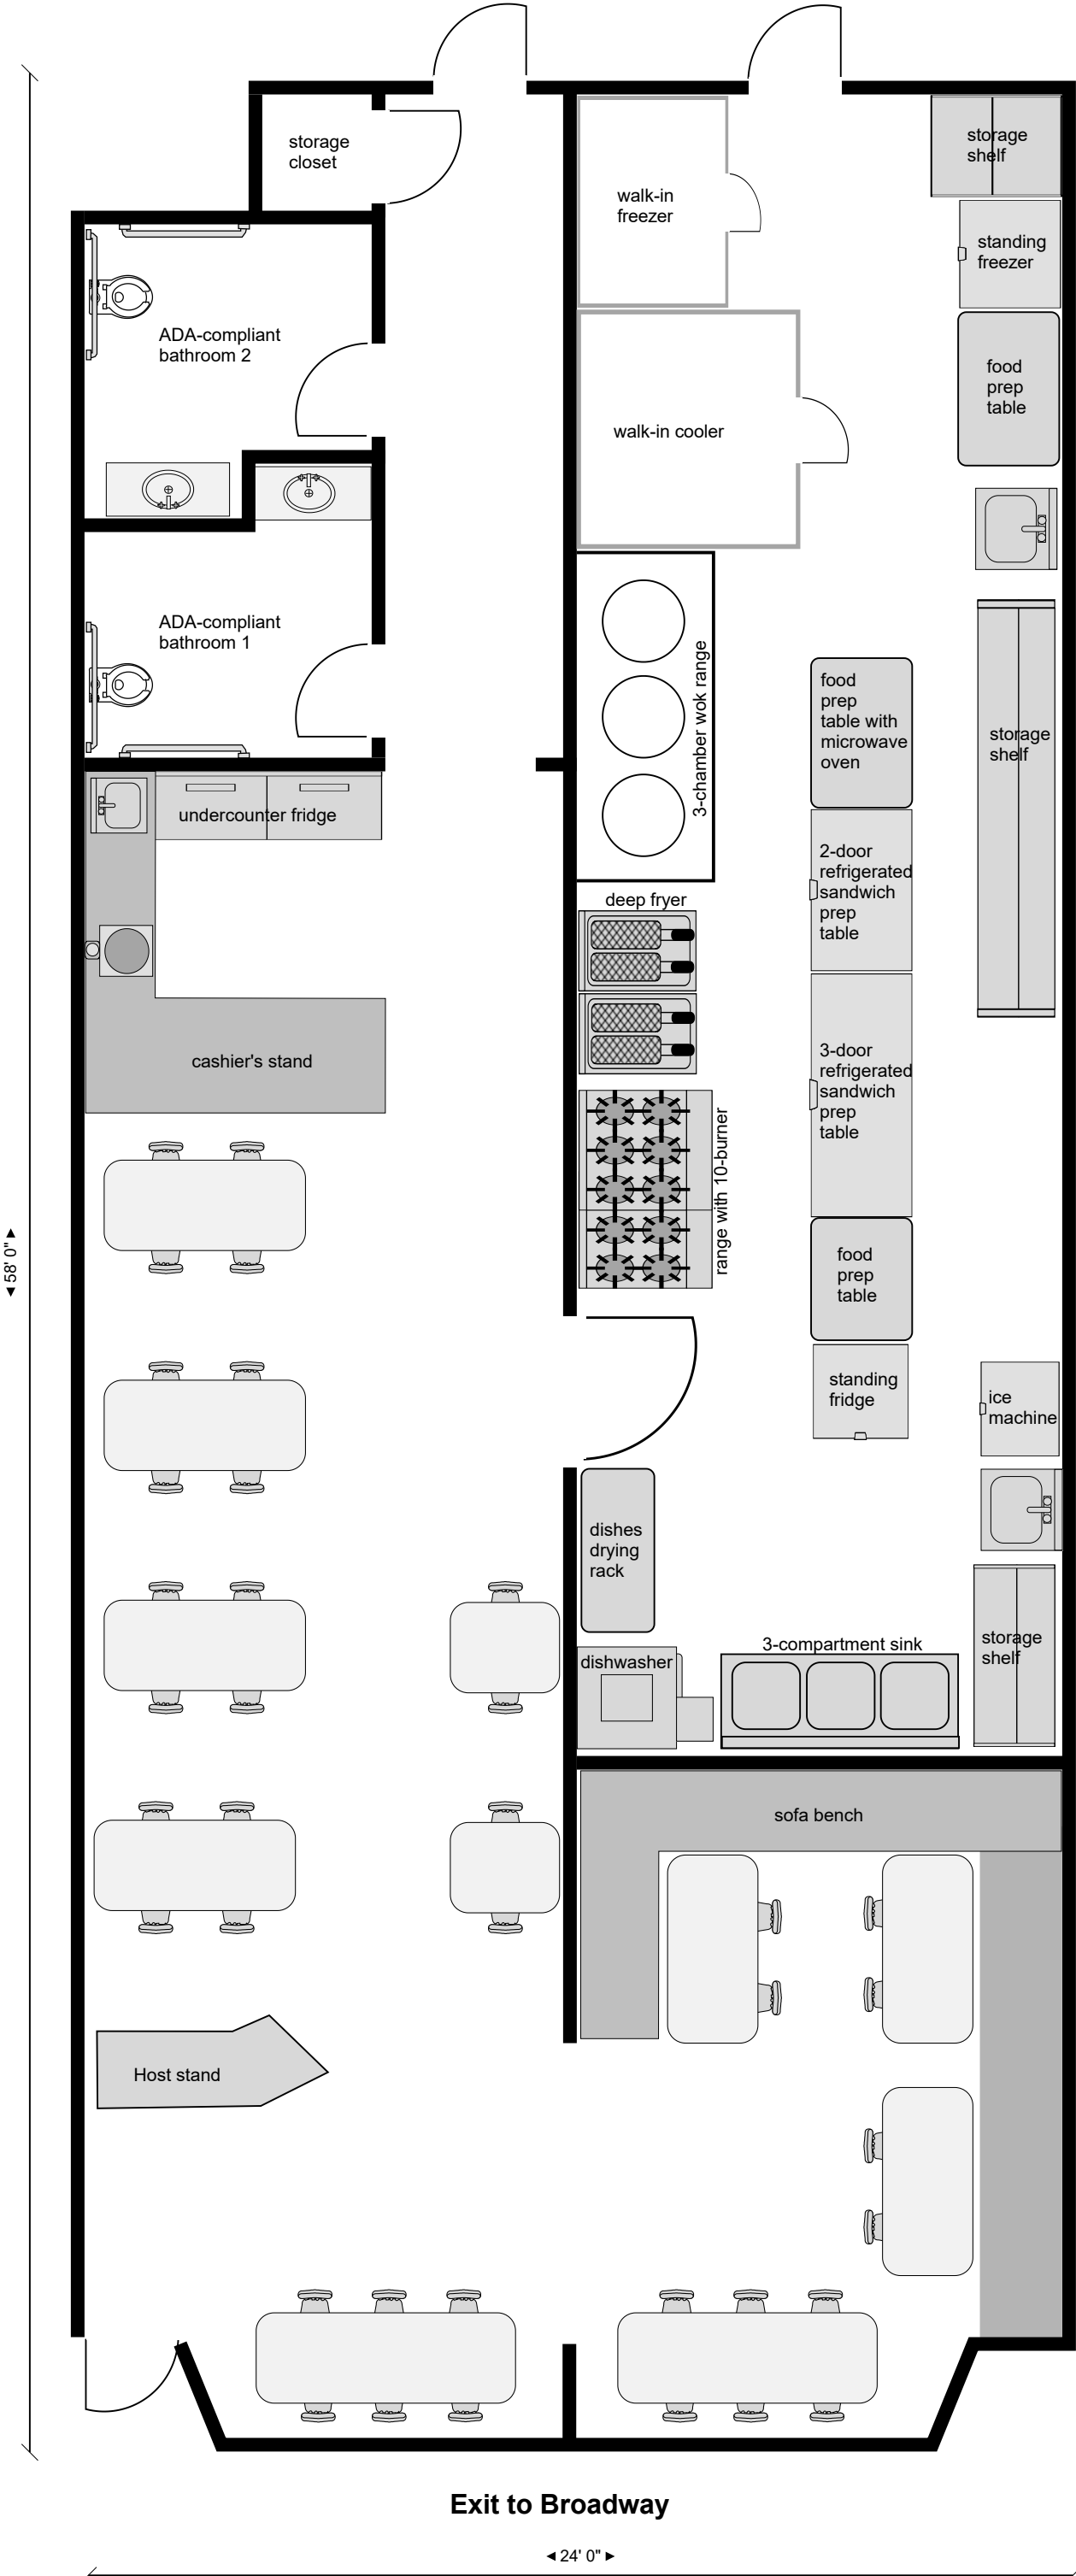 storage
closet
walk-in
freezer
storage
shelf
standing
freezer
ADA-compliant
bathroom 2
food
prep
table
walk-in cooler
ADA-compliant
bathroom 1
3-chamber wok range
food
prep
table with
microwave
oven
storage
shelf
undercounter fridge
2-door
refrigerated
sandwich
prep
table
deep fryer
cashier's stand
3-door
refrigerated
sandwich
prep
table
range with 10-burner
58' 0"
food
prep
table
standing
fridge
ice
machine
dishes
drying
rack
3-compartment sink
storage
shelf
dishwasher
sofa bench
Host stand
Exit to Broadway
24' 0"